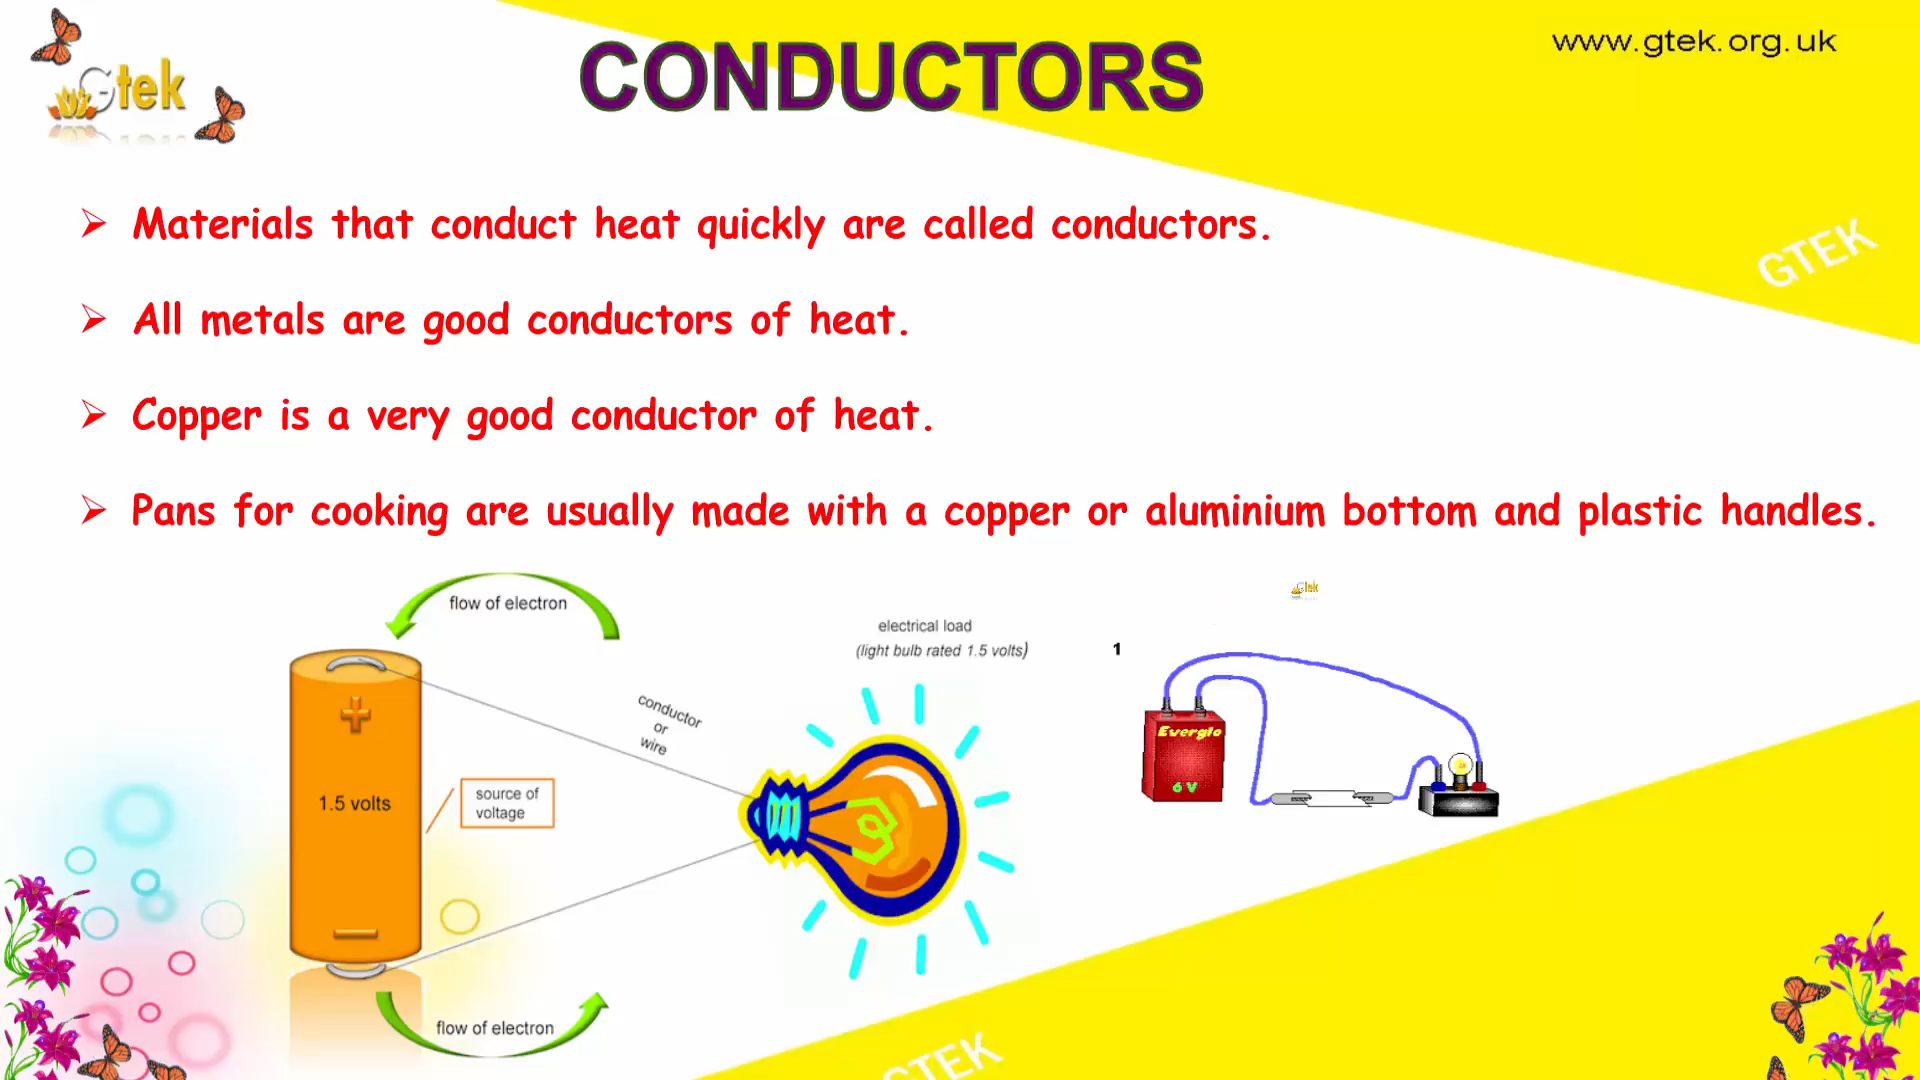 Gtek
CONDUCTORS
www.gtek.org.uk
GTEK
Materials that conduct heat quickly are called conductors.
All metals are good conductors of heat.
Copper is a very good conductor of heat.
Pans for cooking are usually made with a copper or aluminium bottom and plastic handles.
flow of electron
electrical load
(light bulb rated 1.5 volts)
conductor
or
wire
+
1.5 volts
source of
voltage
−
flow of electron
Gtek
1
Everglo
6 V
GTEK